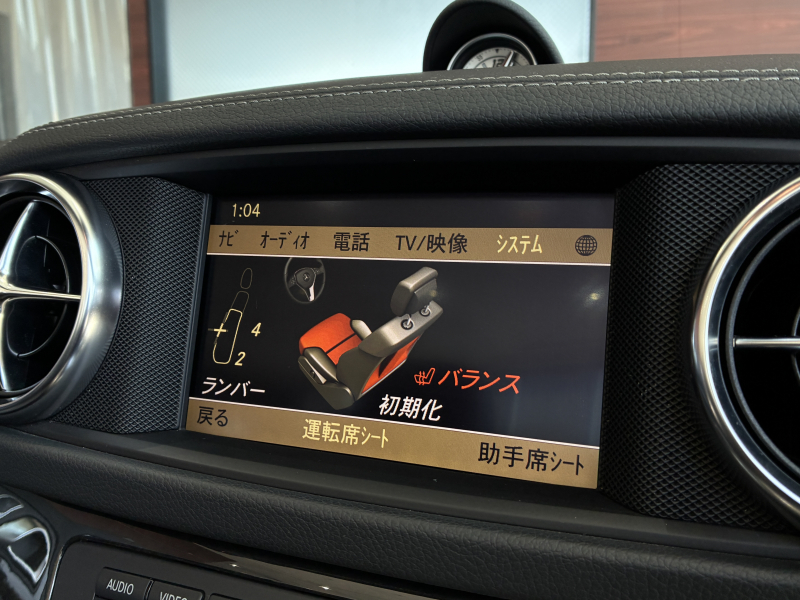 1:04
ナビ オーディオ 電話 TV/映像 システム
4
2
ランバー
バランス
初期化
戻る
運転席シート
助手席シート
AUDIO
VIDEO